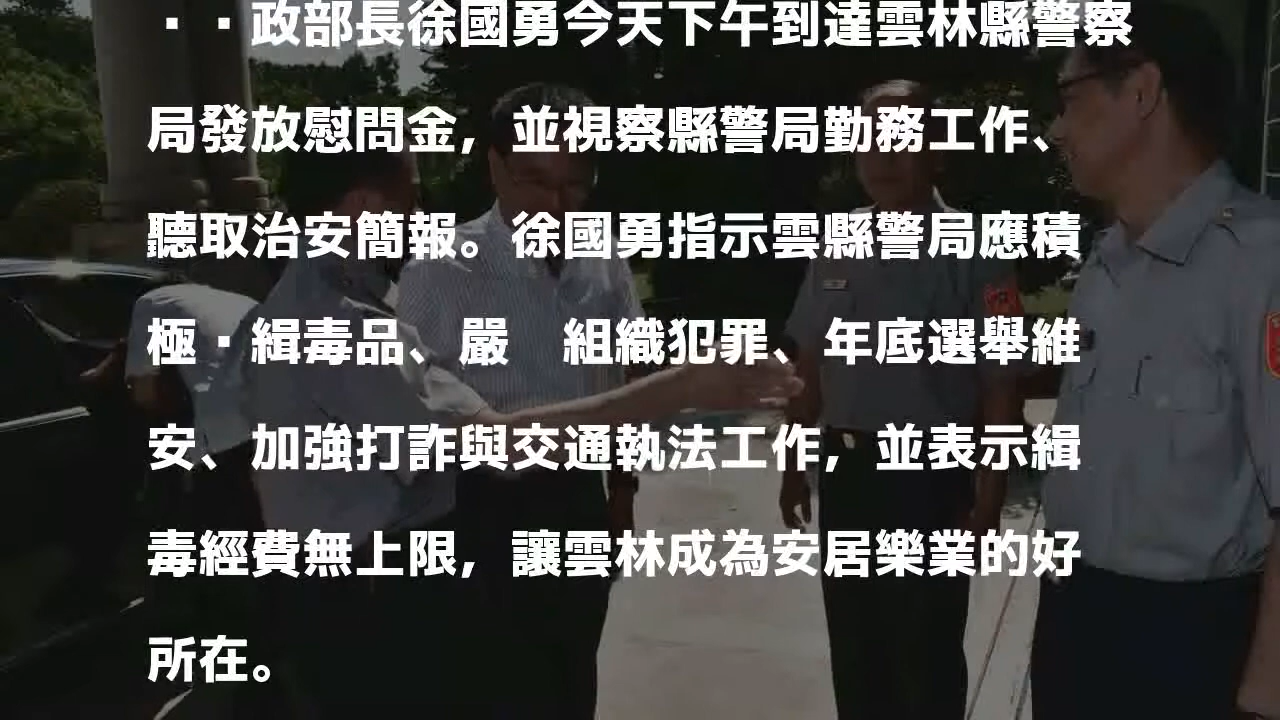 ▪▪政部長徐國勇今天下午到達雲林縣警察
局發放慰問金，並視察縣警局勤務工作、
聽取治安簡報。徐國勇指示雲縣警局應積
極▪緝毒品、嚴　組織犯罪、年底選舉維
安、加強打詐與交通執法工作，並表示緝
毒經費無上限，讓雲林成為安居樂業的好
所在。